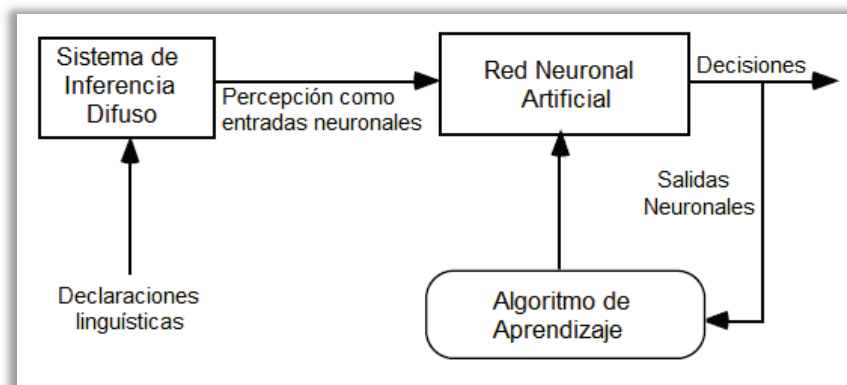 Sistema de
Inferencia
Difuso
Percepción como
entradas neuronales
Red Neuronal
Artificial
Decisiones
Salidas
Neuronales
Declaraciones
linguísticas
Algoritmo de
Aprendizaje